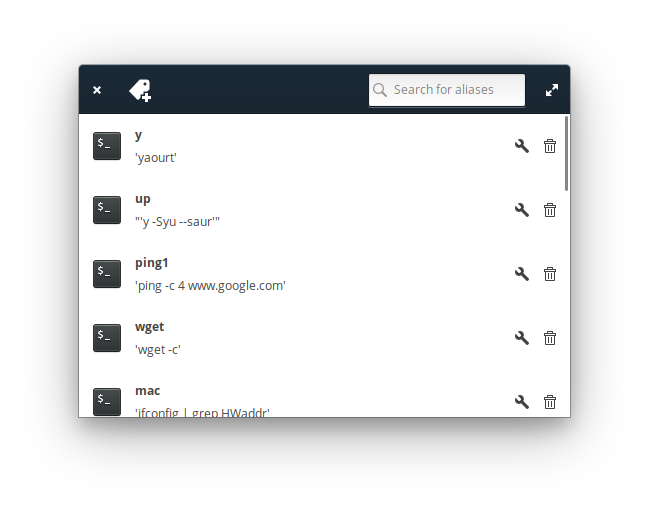 Search for aliases
$_
y
'yaourt'
$_
up
"'y -Syu --saur'"
$_
ping1
'ping -c 4 www.google.com'
$_
wget
'wget -c'
$_
mac
'ifconfig | grep HWaddr'